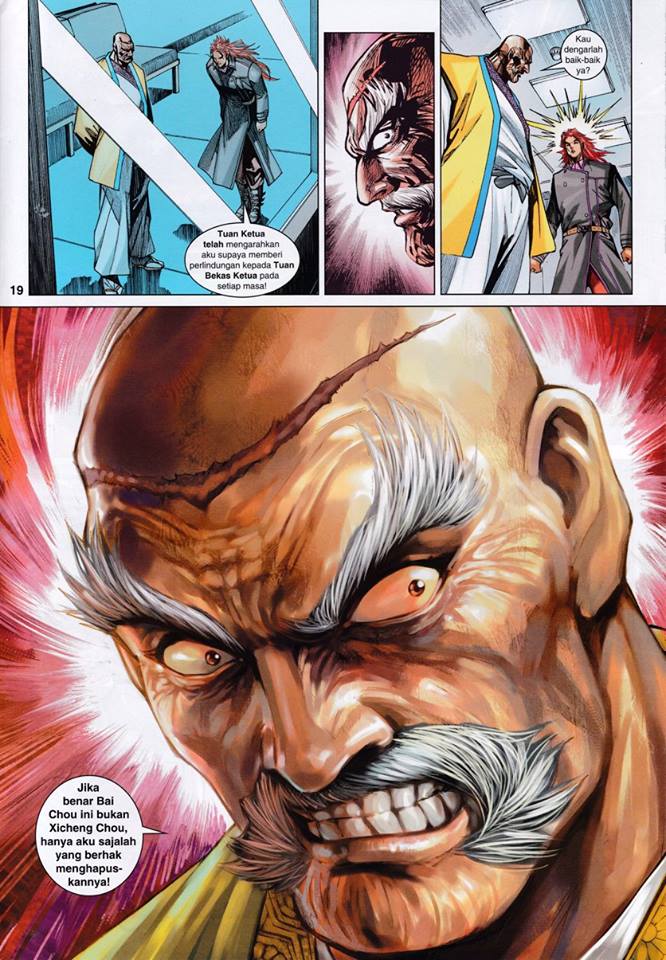 Tuan Ketua
telah mengarahkan
aku supaya memberi
perlindungan kepada Tuan
Bekas Ketua pada
setiap masa!
Kau
dengarlah
baik-baik
ya?
19
Jika
benar Bai
Chou ini bukan
Xicheng Chou,
hanya aku sajalah
yang berhak
menghapus-
kannya!